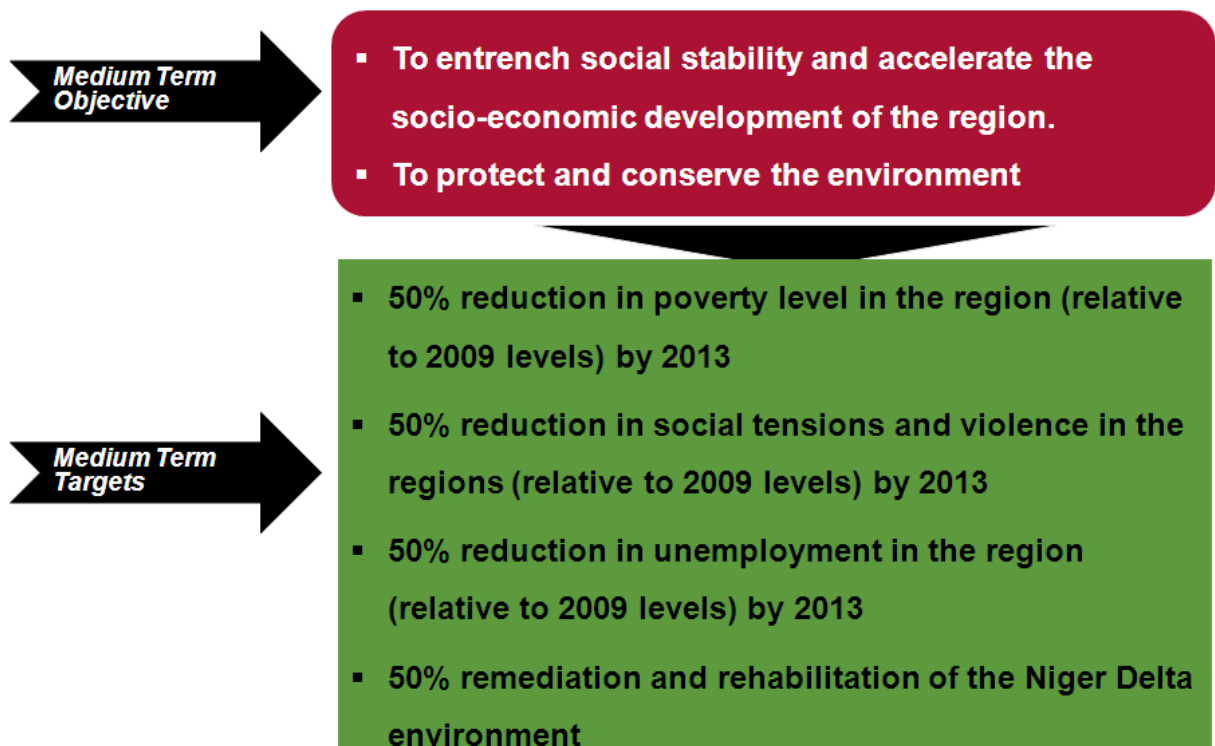 Medium Term
Objective
▪ To entrench social stability and accelerate the
socio-economic development of the region.
▪ To protect and conserve the environment
Medium Term
Targets
▪ 50% reduction in poverty level in the region (relative
to 2009 levels) by 2013
▪ 50% reduction in social tensions and violence in the
regions (relative to 2009 levels) by 2013
▪ 50% reduction in unemployment in the region
(relative to 2009 levels) by 2013
▪ 50% remediation and rehabilitation of the Niger Delta
environment